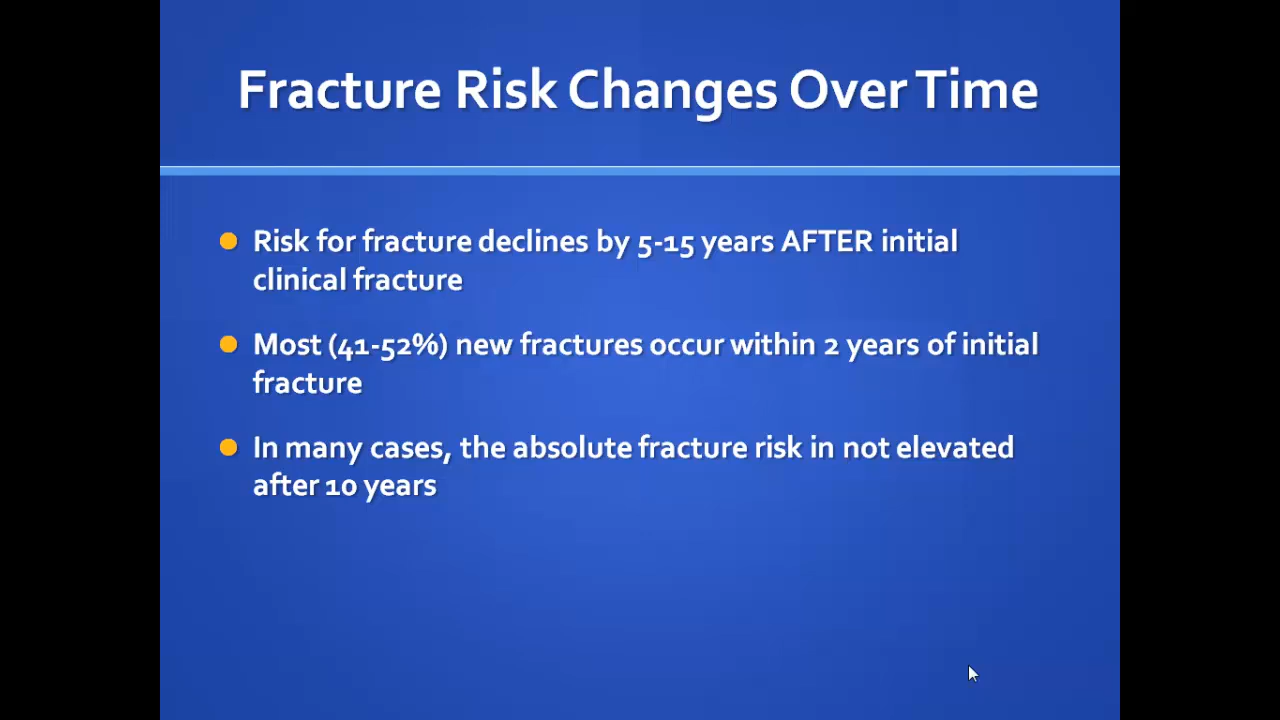 Fracture Risk Changes Over Time
Risk for fracture declines by 5-15 years AFTER initial
clinical fracture
Most (41-52%) new fractures occur within 2 years of initial
fracture
In many cases, the absolute fracture risk in not elevated
after 10 years